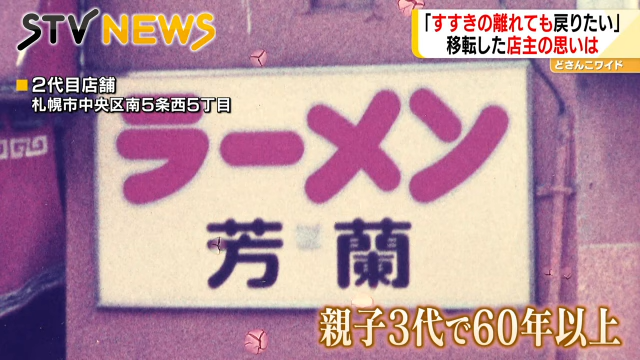 STV NEWS
「すすきの離れても戻りたい」
移転した店主の思いは
どさんこワイド
2代目店舗
札幌市中央区南5条西5丁目
ラーメン
芳蘭
親子3代で60年以上